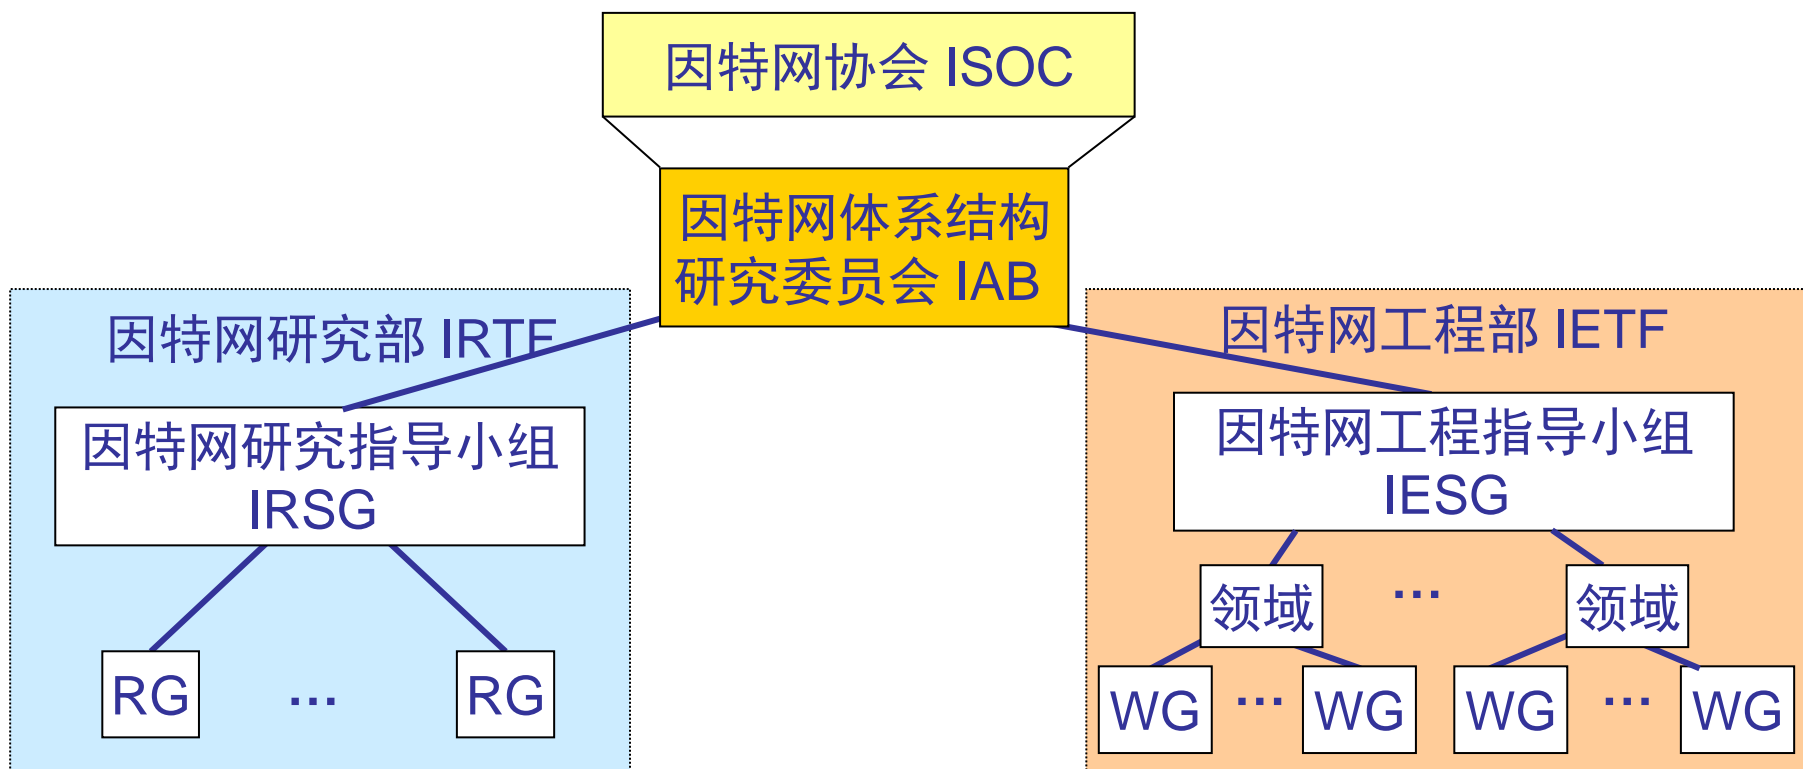 因特网协会 ISOC
因特网体系结构
研究委员会 IAB
因特网研究部 IRTF
因特网工程部 IETF
因特网研究指导小组
IRSG
因特网工程指导小组
IESG
领域
…
领域
RG
…
RG
WG
…
WG
WG
…
WG